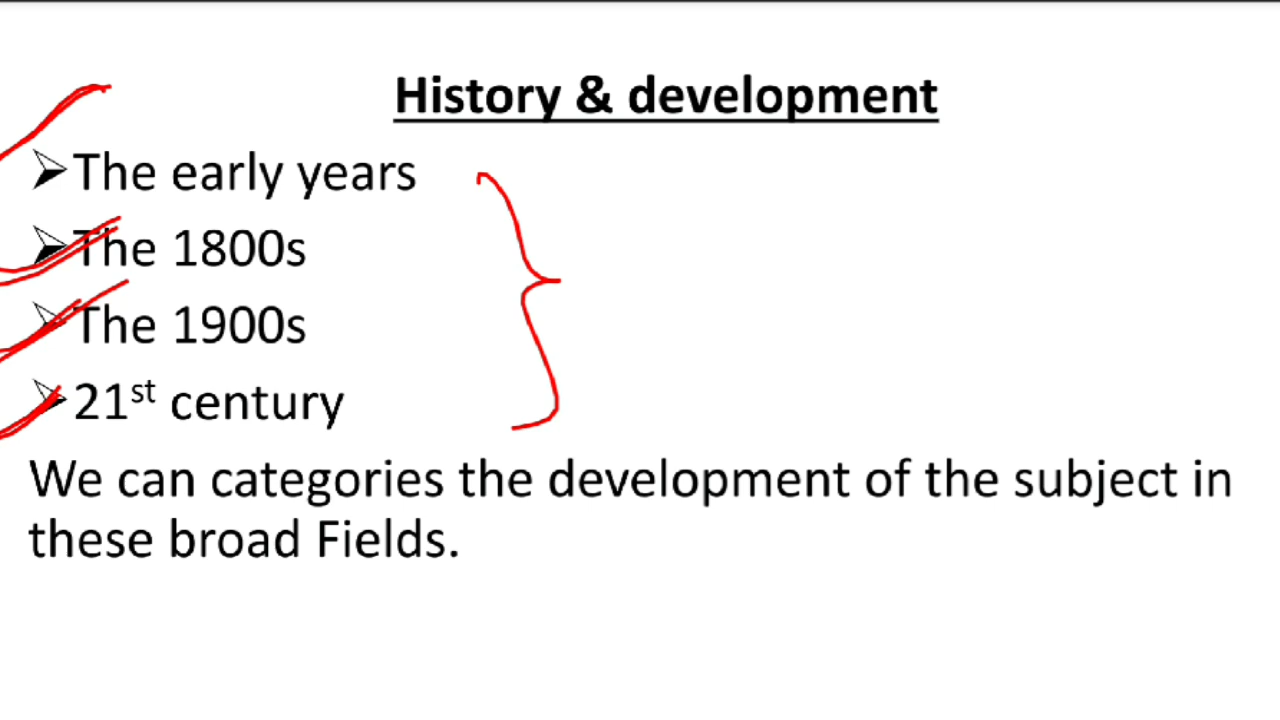 History & development
➢The early years
➢The 1800s
➢The 1900s
➢21st century
We can categories the development of the subject in
these broad Fields.